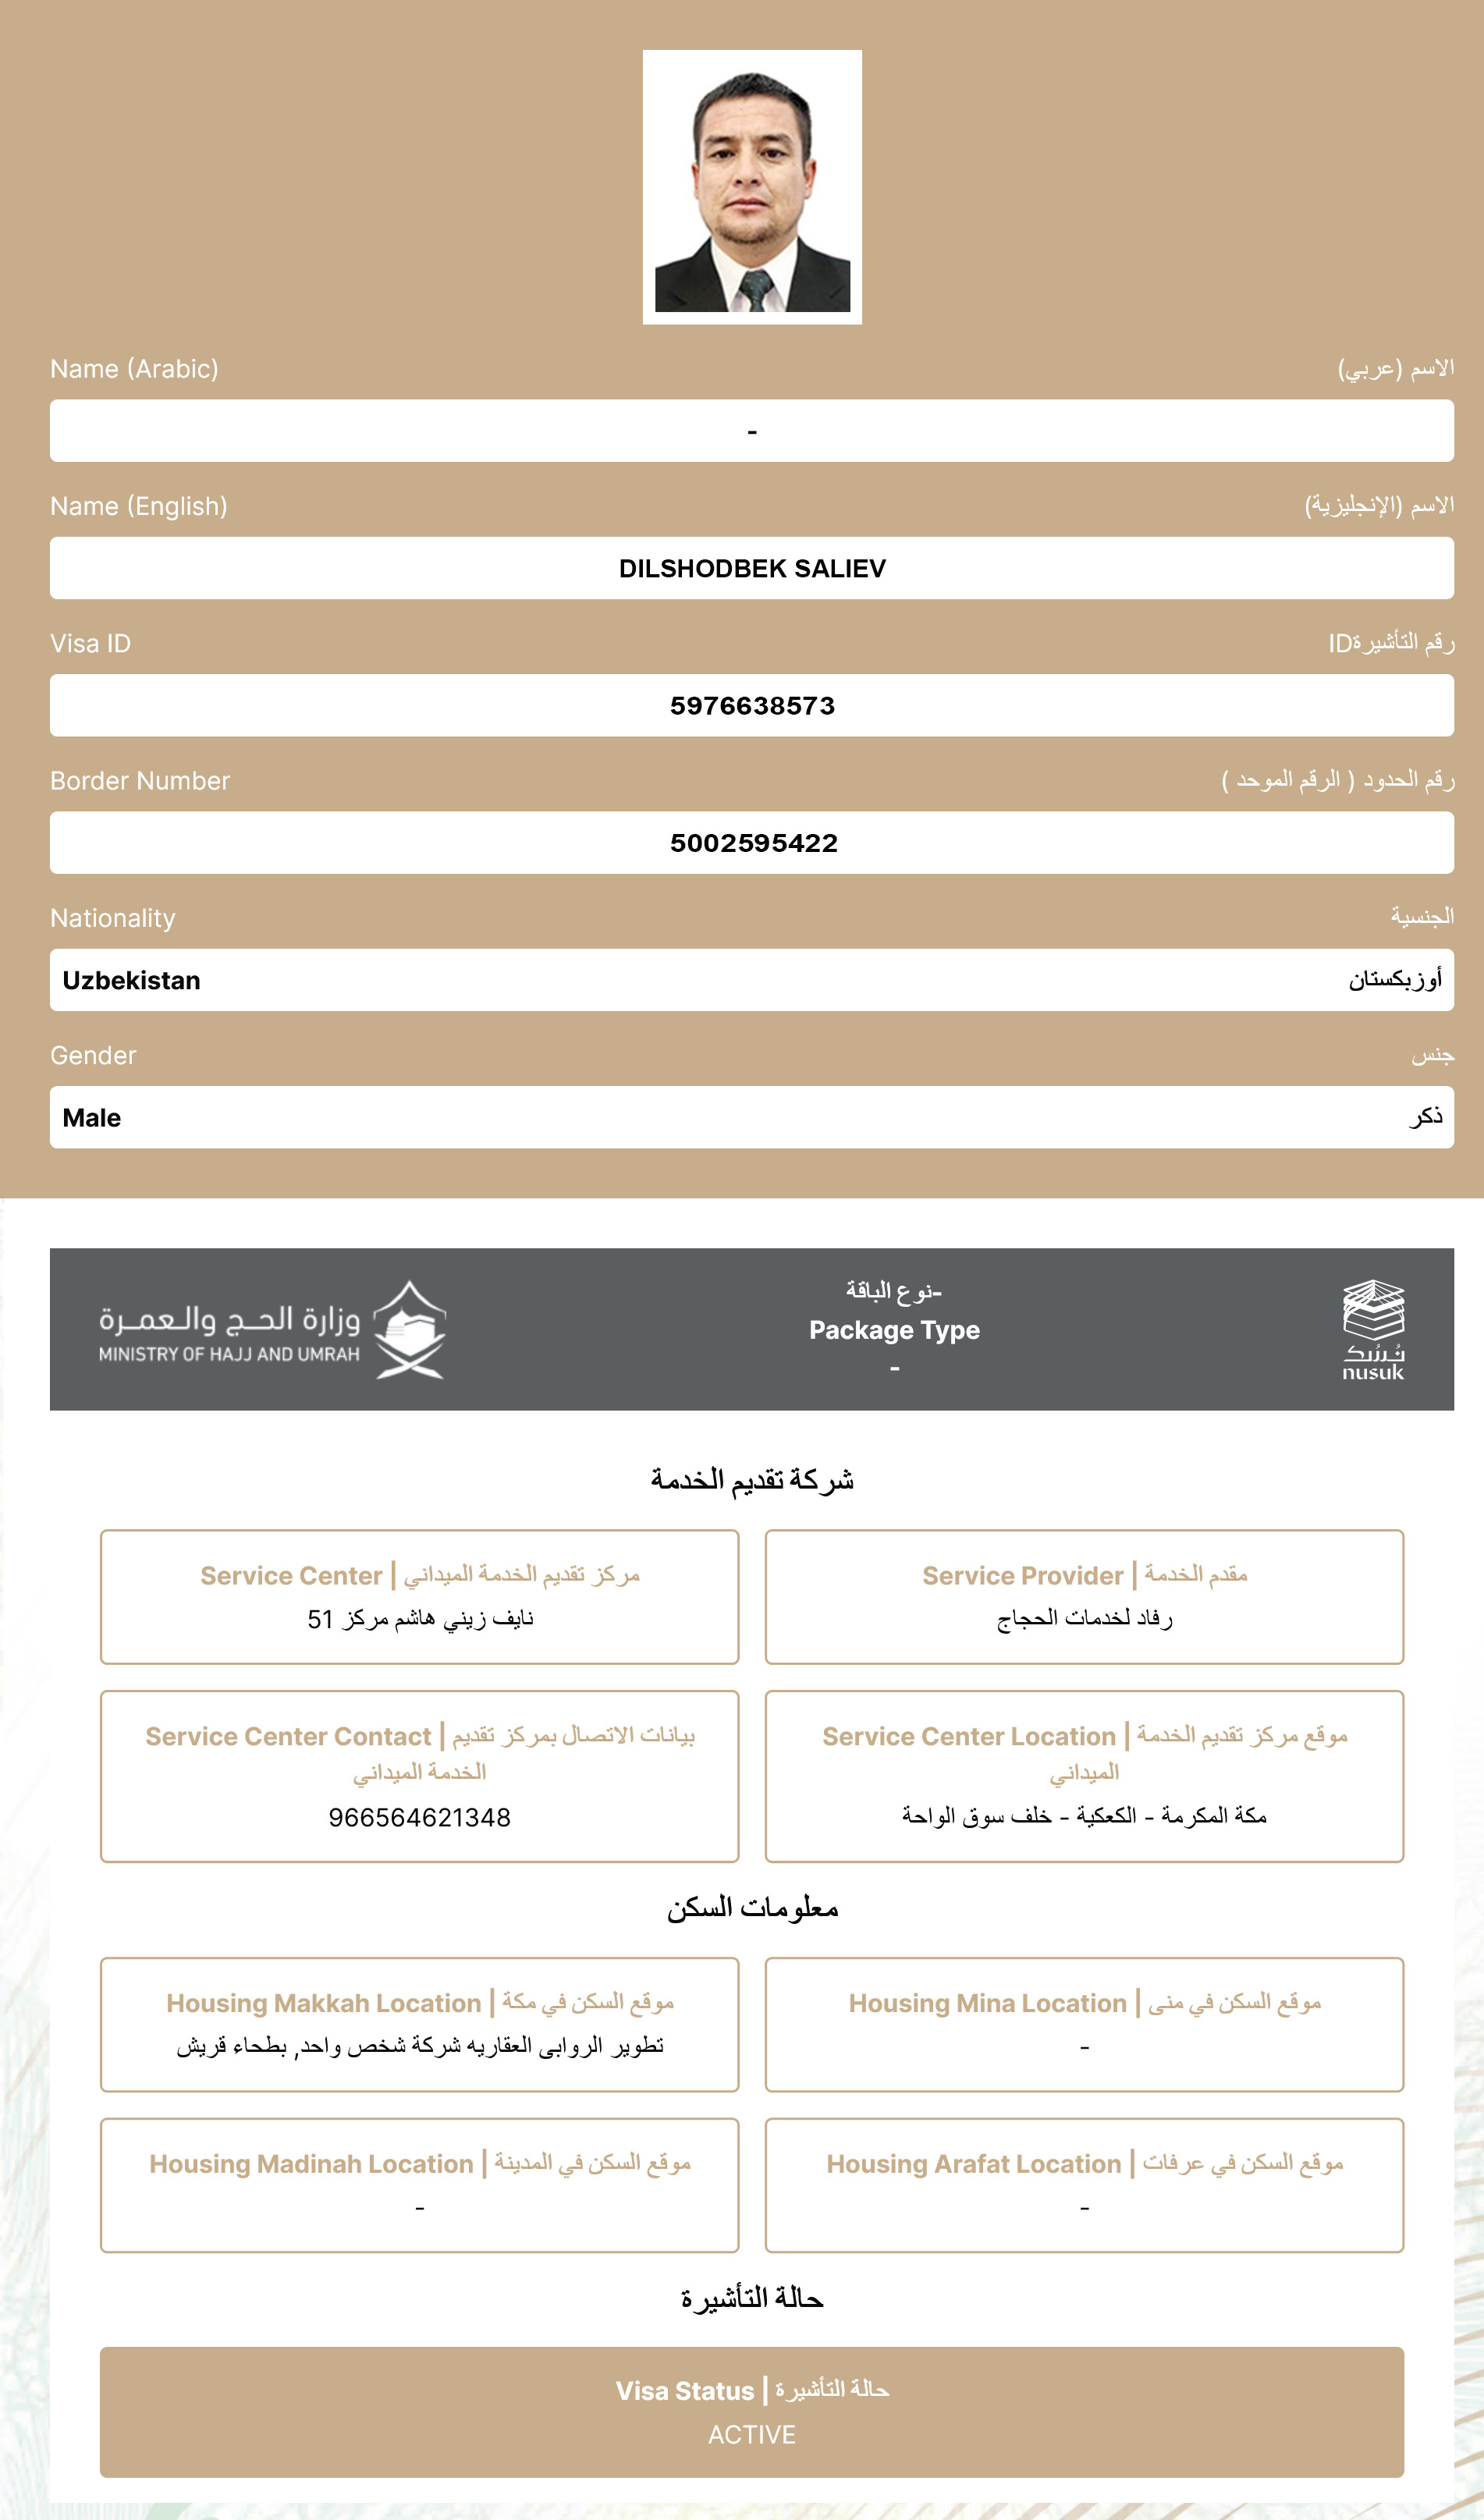 Name (Arabic) الاسم (عربي)
-
Name (English) الاسم (الإنجليزية)
DILSHODBEK SALIEV
Visa ID رقم التأشيرةID
5976638573
Border Number رقم الحدود ( الرقم الموحد )
5002595422
Nationality الجنسية
Uzbekistan أوزبكستان
Gender جنس
Male ذكر
وزارة الحج والعمرة
MINISTRY OF HAJJ AND UMRAH
نوع الباقة-
Package Type
-
نُسُك
nusuk
شركة تقديم الخدمة
Service Center | مركز تقديم الخدمة الميداني
نايف زيني هاشم مركز 51
Service Provider | مقدم الخدمة
رفاد لخدمات الحجاج
Service Center Contact | بيانات الاتصال بمركز تقديم
الخدمة الميداني
966564621348
Service Center Location | موقع مركز تقديم الخدمة
الميداني
مكة المكرمة - الكعكية - خلف سوق الواحة
معلومات السكن
Housing Makkah Location | موقع السكن في مكة
تطوير الروابى العقاريه شركة شخص واحد, بطحاء قريش
Housing Mina Location | موقع السكن في منى
-
Housing Madinah Location | موقع السكن في المدينة
-
Housing Arafat Location | موقع السكن في عرفات
-
حالة التأشيرة
Visa Status | حالة التأشيرة
ACTIVE